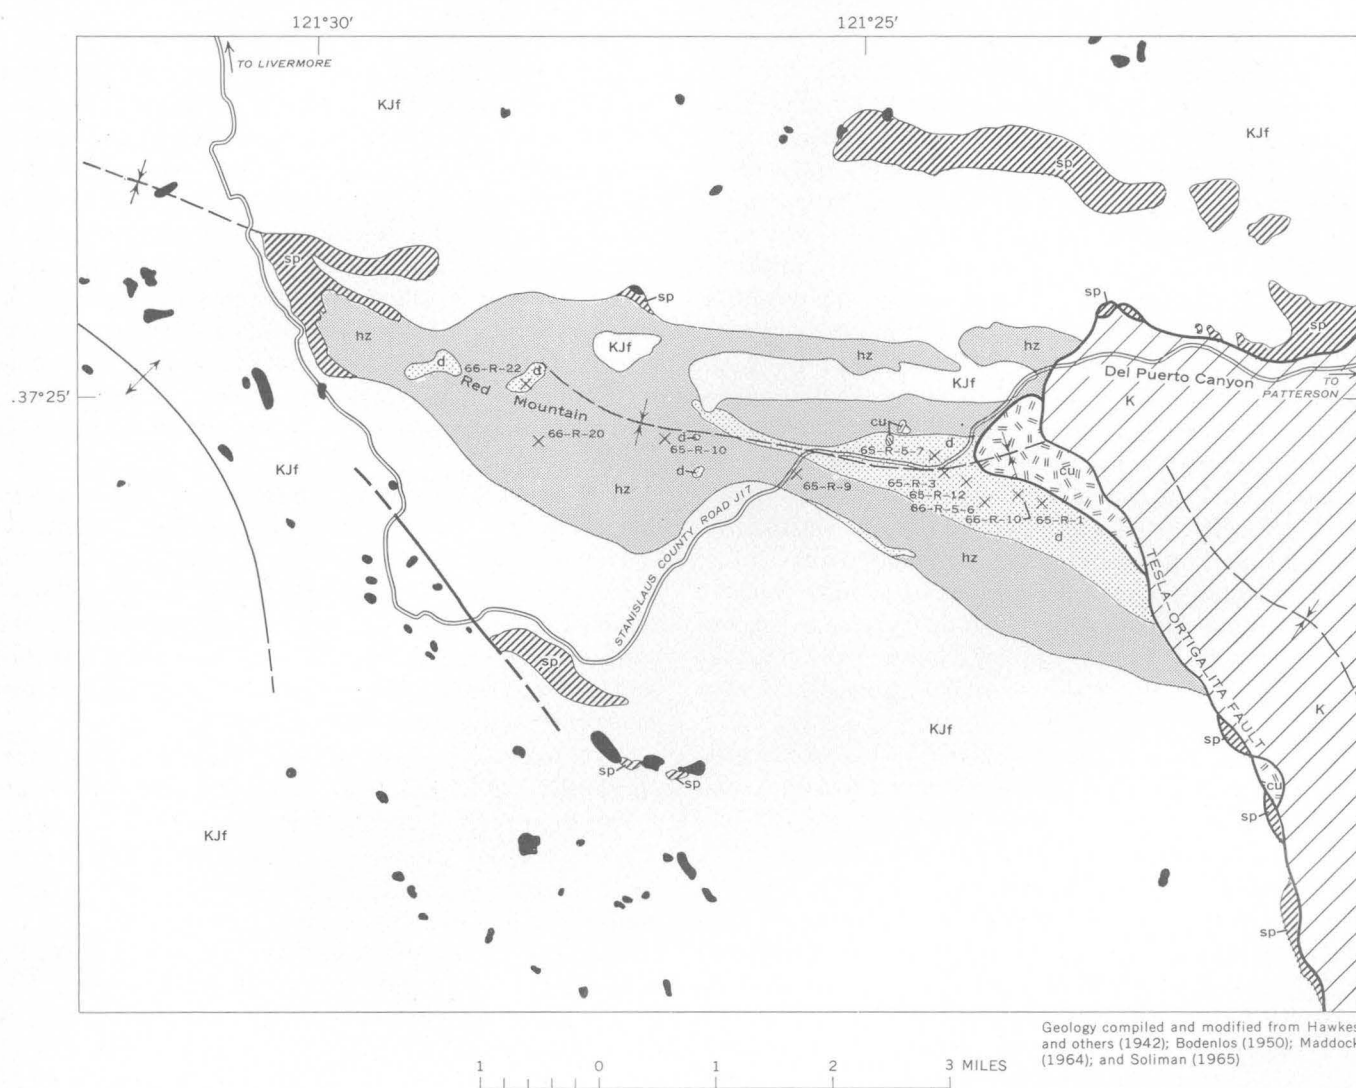 121°30′ 121°25′
TO LIVERMORE
KJf
KJf
sp
sp
sp
sp
sp
hz
KJf
hz
hz
d
66-R-22
d
Red Mountain
KJf
Del Puerto Canyon
TO PATTERSON
37°25′
K
cu
66-R-20
d
65-R-10
65-R-5-7
d
cu
KJf
d
hz
65-R-9
65-R-3
65-R-12
66-R-5-6
66-R-10
65-R-1
d
STANISLAUS COUNTY ROAD J17
hz
TESLA-ORTIGALITA FAULT
sp
KJf
K
sp
sp
sp
cu
sp
KJf
sp
Geology compiled and modified from Hawkes
and others (1942); Bodenlos (1950); Maddock
(1964); and Soliman (1965)
1 0 1 2 3 MILES